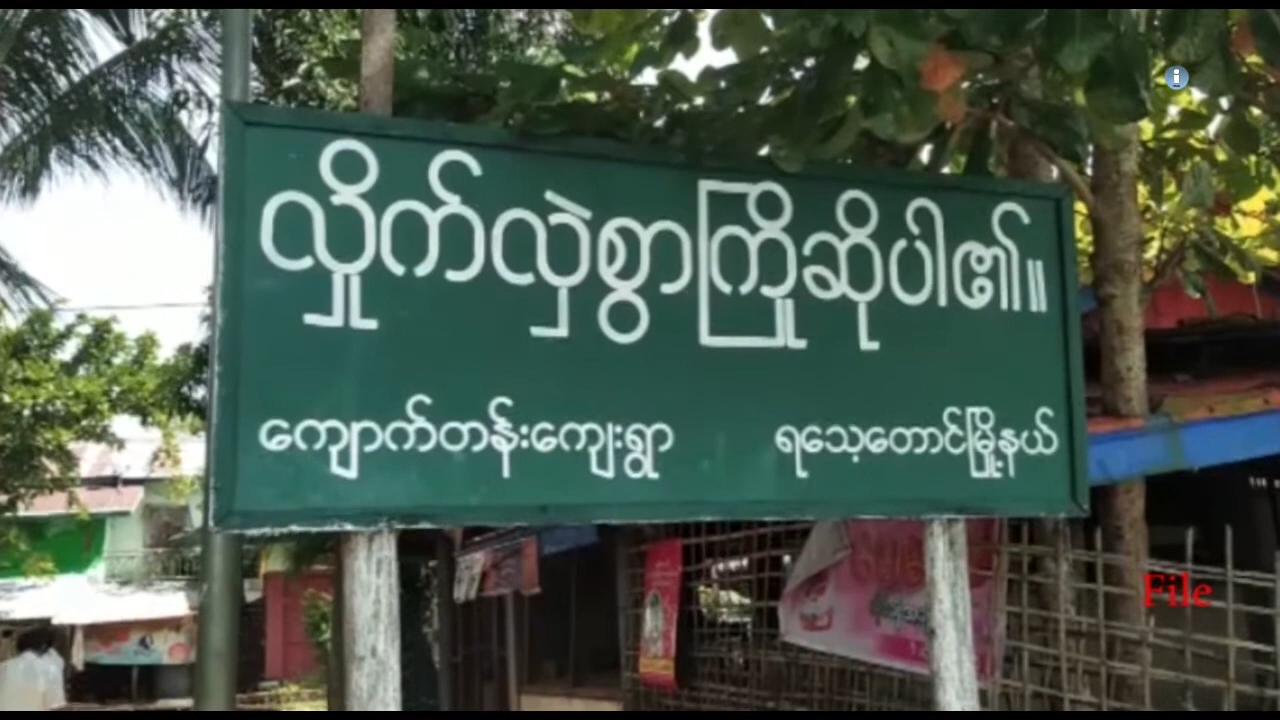 လှိုက်လှဲစွာကြိုဆိုပါ၏။
ကျောက်တန်းကျေးရွာ ရသေ့တောင်မြို့နယ်
File